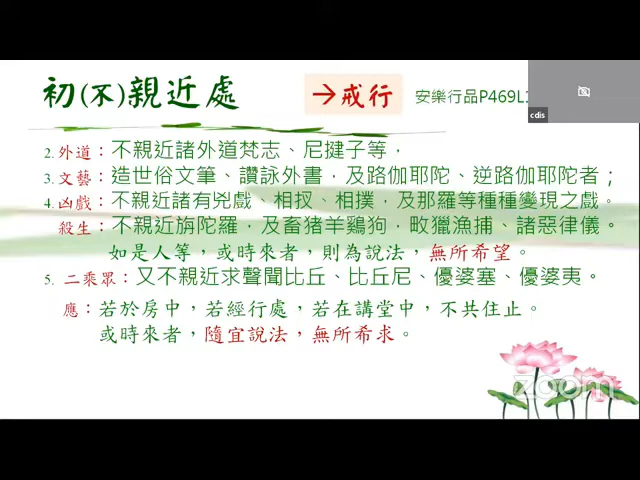 初(不)親近處
→戒行
安樂行品P469L
cdis
2. 外道：不親近諸外道梵志、尼揵子等，
3. 文藝：造世俗文筆、讚詠外書，及路伽耶陀、逆路伽耶陀者；
4. 凶戲：不親近諸有兇戲、相扠、相撲，及那羅等種種變現之戲。
殺生：不親近旃陀羅，及畜猪羊鷄狗，畋獵漁捕、諸惡律儀。
如是人等，或時來者，則為說法，無所希望。
5. 二乘眾：又不親近求聲聞比丘、比丘尼、優婆塞、優婆夷。
應：若於房中，若經行處，若在講堂中，不共住止。
或時來者，隨宜說法，無所希求。
zoom